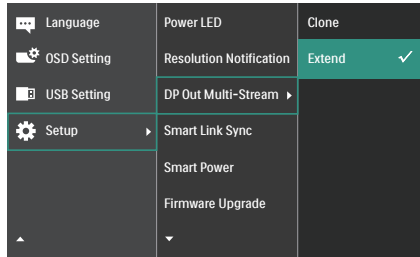 Language
OSD Setting
USB Setting
Setup
Power LED
Resolution Notification
DP Out Multi-Stream
Smart Link Sync
Smart Power
Firmware Upgrade
Clone
Extend